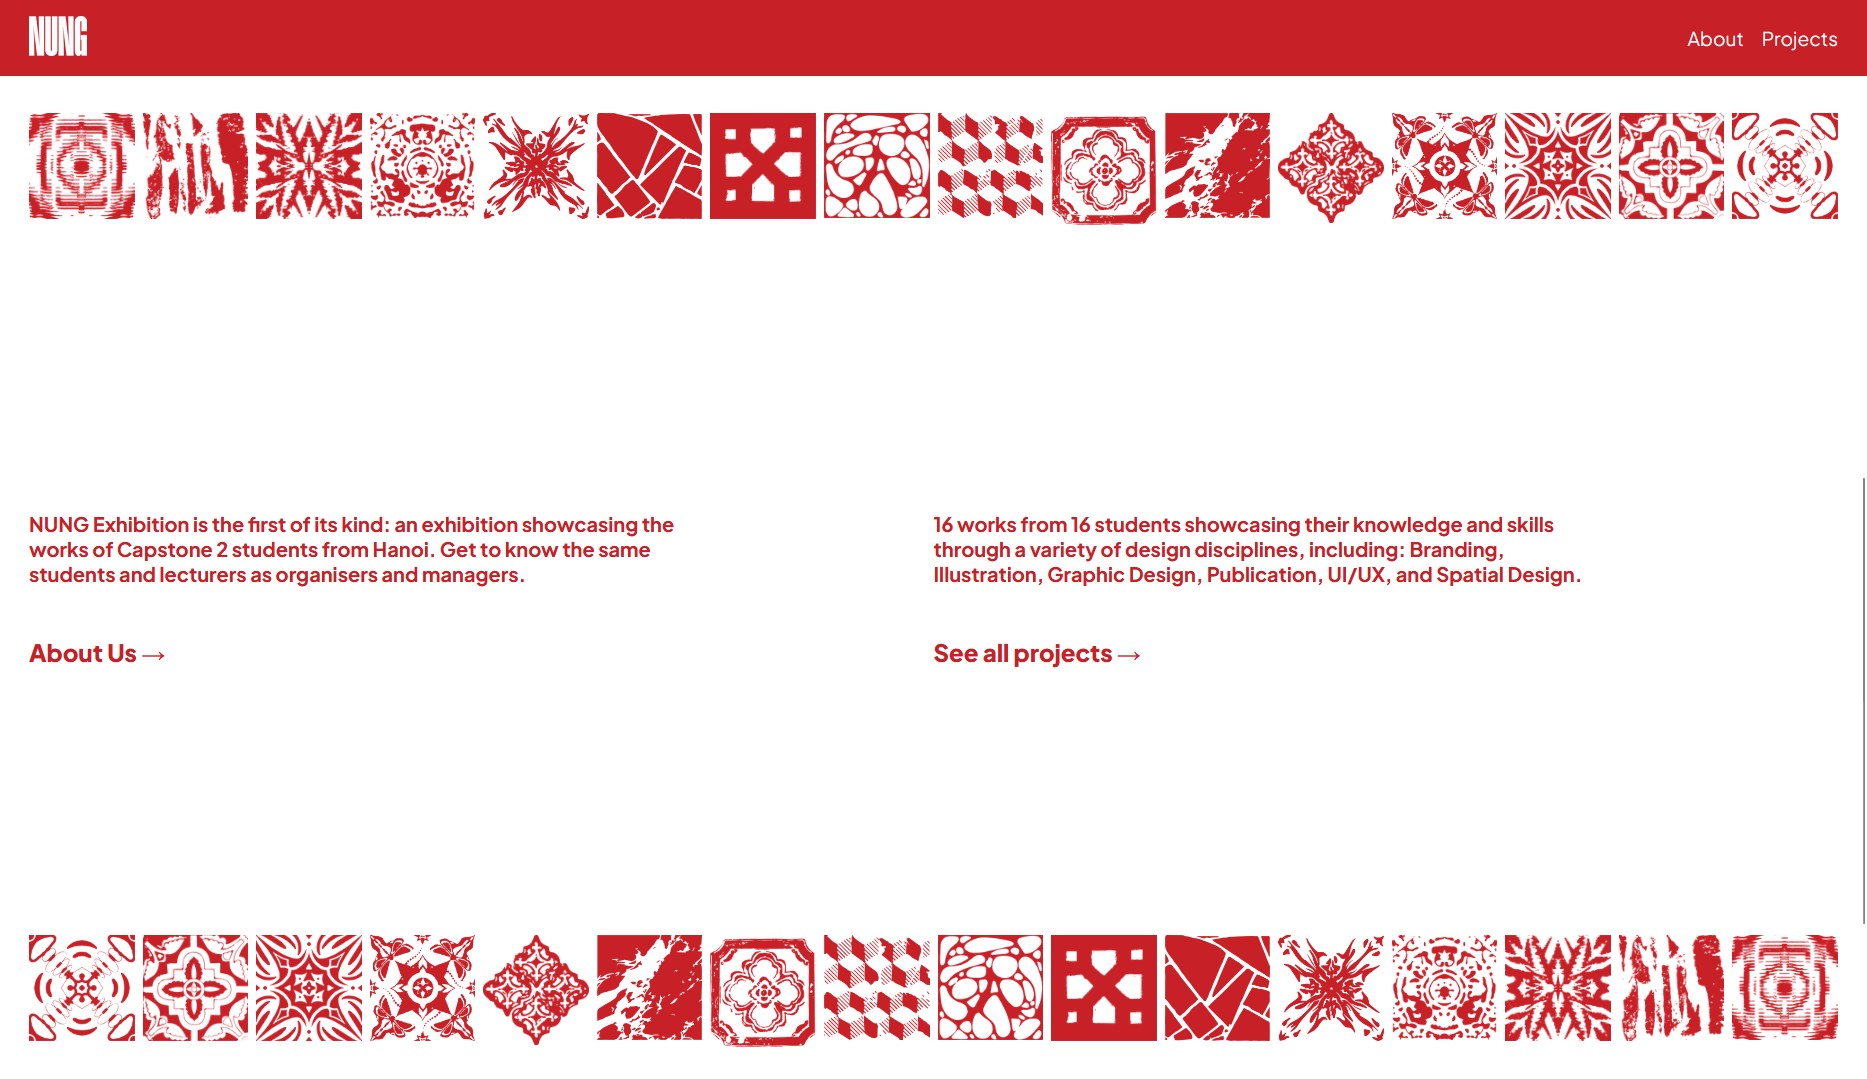 NUNG
About Projects
NUNG Exhibition is the first of its kind: an exhibition showcasing the
works of Capstone 2 students from Hanoi. Get to know the same
students and lecturers as organisers and managers.
About Us →
16 works from 16 students showcasing their knowledge and skills
through a variety of design disciplines, including: Branding,
Illustration, Graphic Design, Publication, UI/UX, and Spatial Design.
See all projects →